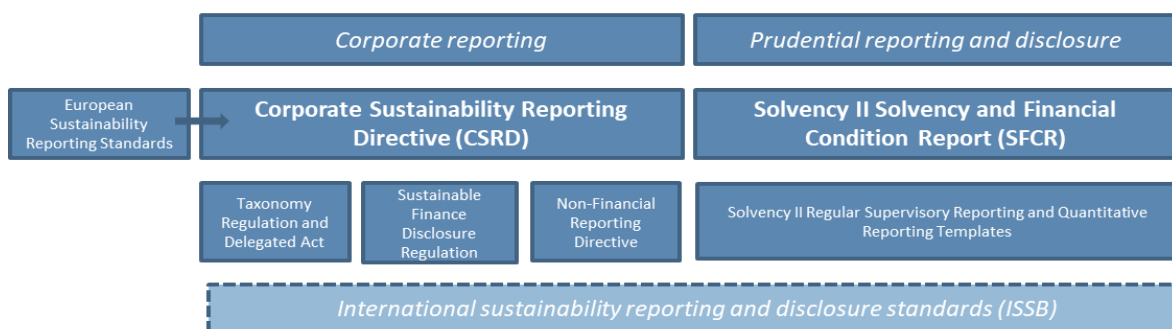 Corporate reporting
Prudential reporting and disclosure
European
Sustainability
Reporting Standards
Corporate Sustainability Reporting
Directive (CSRD)
Solvency II Solvency and Financial
Condition Report (SFCR)
Taxonomy
Regulation and
Delegated Act
Sustainable
Finance
Disclosure
Regulation
Non-Financial
Reporting
Directive
Solvency II Regular Supervisory Reporting and Quantitative
Reporting Templates
International sustainability reporting and disclosure standards (ISSB)